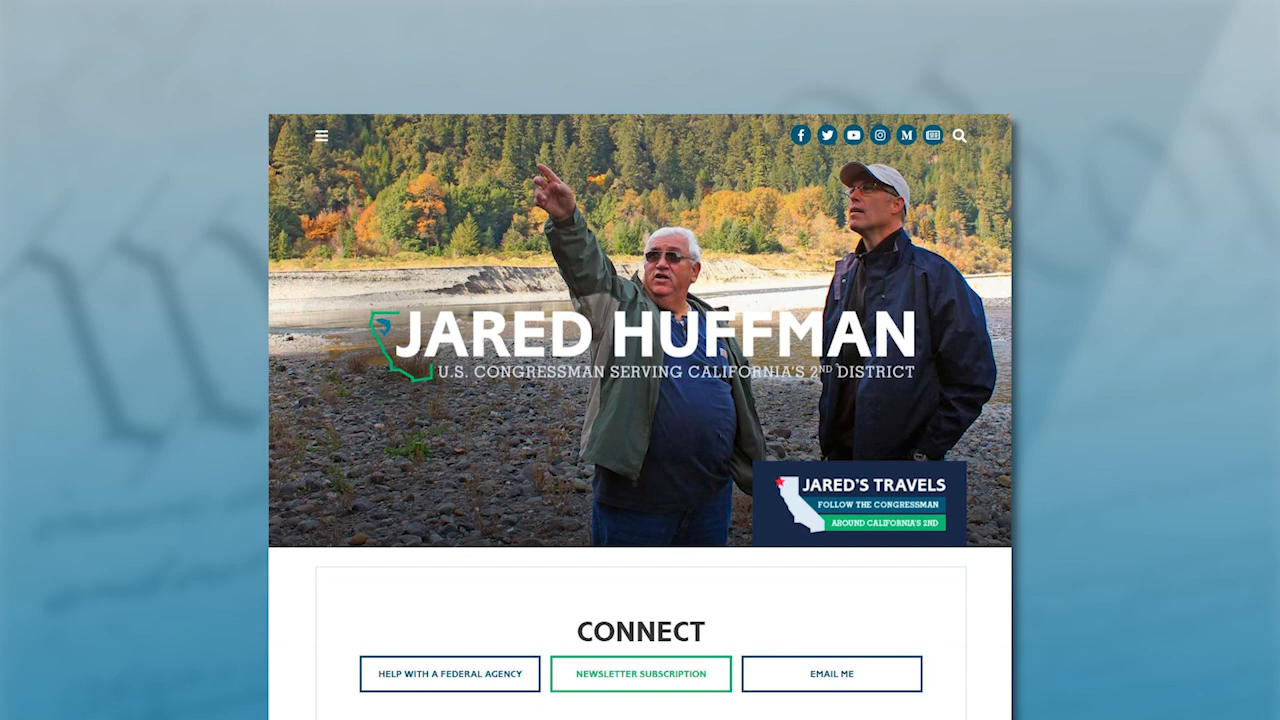 JARED HUFFMAN
U.S. CONGRESSMAN SERVING CALIFORNIA'S 2ND DISTRICT
JARED'S TRAVELS
FOLLOW THE CONGRESSMAN
AROUND CALIFORNIA'S 2ND
CONNECT
HELP WITH A FEDERAL AGENCY
NEWSLETTER SUBSCRIPTION
EMAIL ME